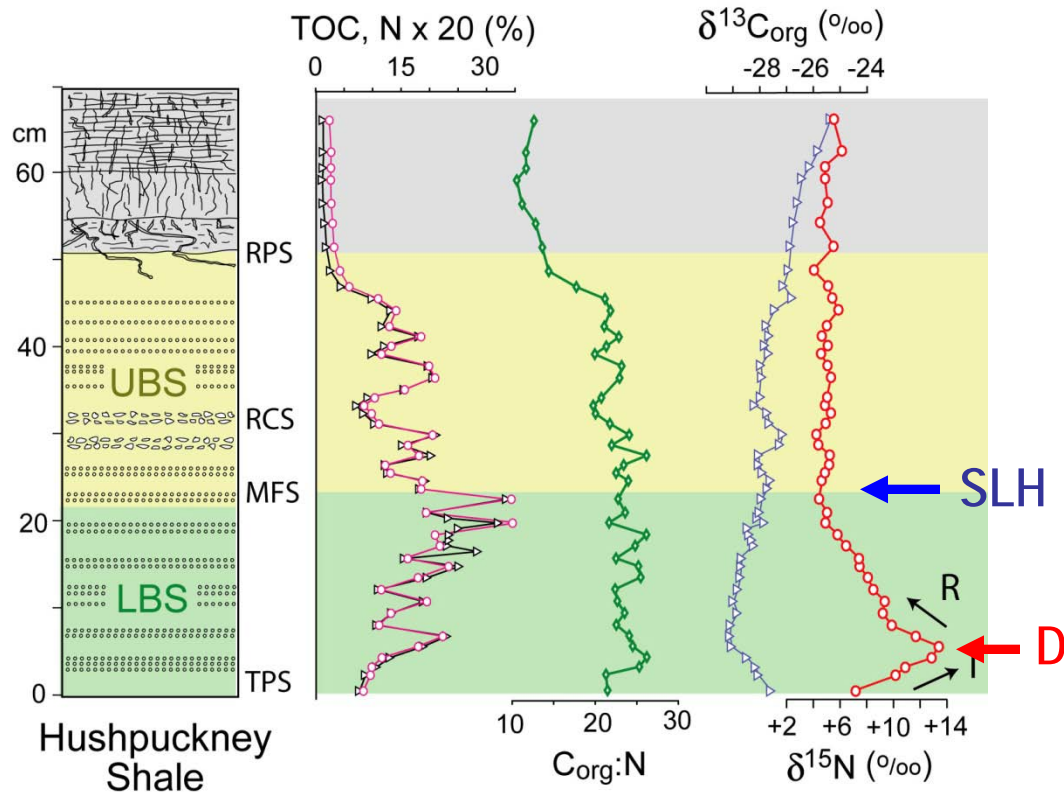 TOC, N x 20 (%)
0 15 30
δ¹³Corg (º/oo)
-28 -26 -24
cm
60
40
20
0
UBS
LBS
RPS
RCS
MFS
TPS
SLH
R
D
I
Hushpuckney
Shale
10 20 30
Corg:N
+2 +6 +10 +14
δ¹⁵N (º/oo)